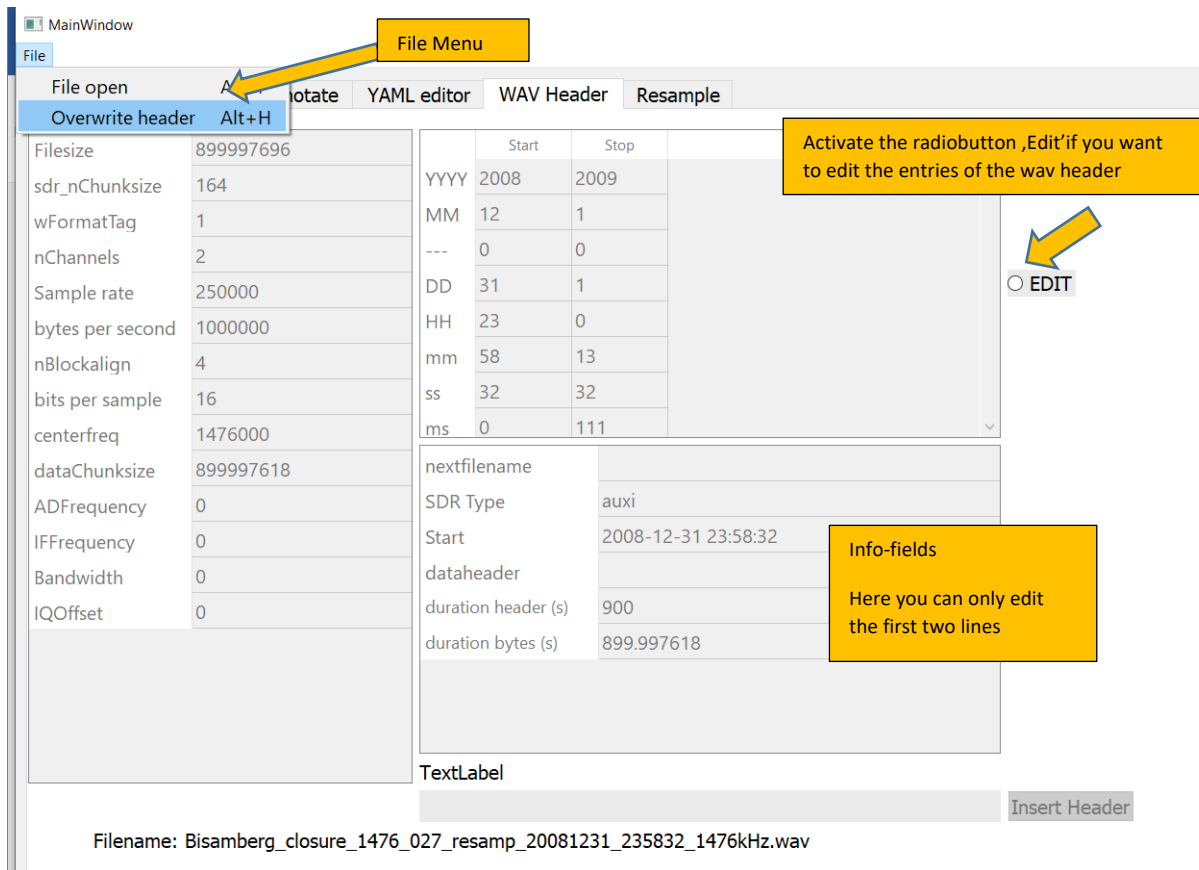 MainWindow
File
File Menu
File open A
Overwrite header Alt+H
otate YAML editor WAV Header Resample
Activate the radiobutton ‚Edit'if you want
to edit the entries of the wav header
Filesize 899997696
sdr_nChunksize 164
wFormatTag 1
nChannels 2
Sample rate 250000
bytes per second 1000000
nBlockalign 4
bits per sample 16
centerfreq 1476000
dataChunksize 899997618
ADFrequency 0
IFFrequency 0
Bandwidth 0
IQOffset 0
Start Stop
YYYY 2008 2009
MM 12 1
--- 0 0
DD 31 1
HH 23 0
mm 58 13
ss 32 32
ms 0 111
EDIT
nextfilename
SDR Type auxi
Start 2008-12-31 23:58:32
dataheader
duration header (s) 900
duration bytes (s) 899.997618
Info-fields
Here you can only edit
the first two lines
TextLabel
Insert Header
Filename: Bisamberg_closure_1476_027_resamp_20081231_235832_1476kHz.wav